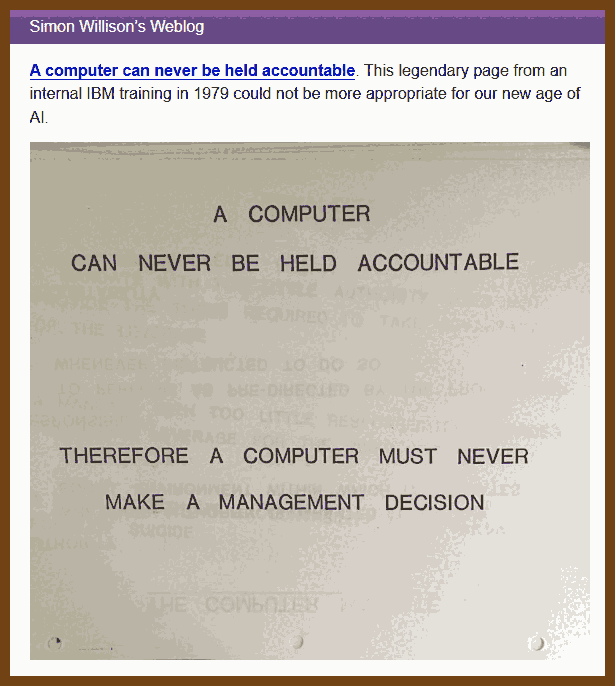 Simon Willison's Weblog
A computer can never be held accountable. This legendary page from an
internal IBM training in 1979 could not be more appropriate for our new age of
AI.
A COMPUTER
CAN NEVER BE HELD ACCOUNTABLE
THEREFORE A COMPUTER MUST NEVER
MAKE A MANAGEMENT DECISION